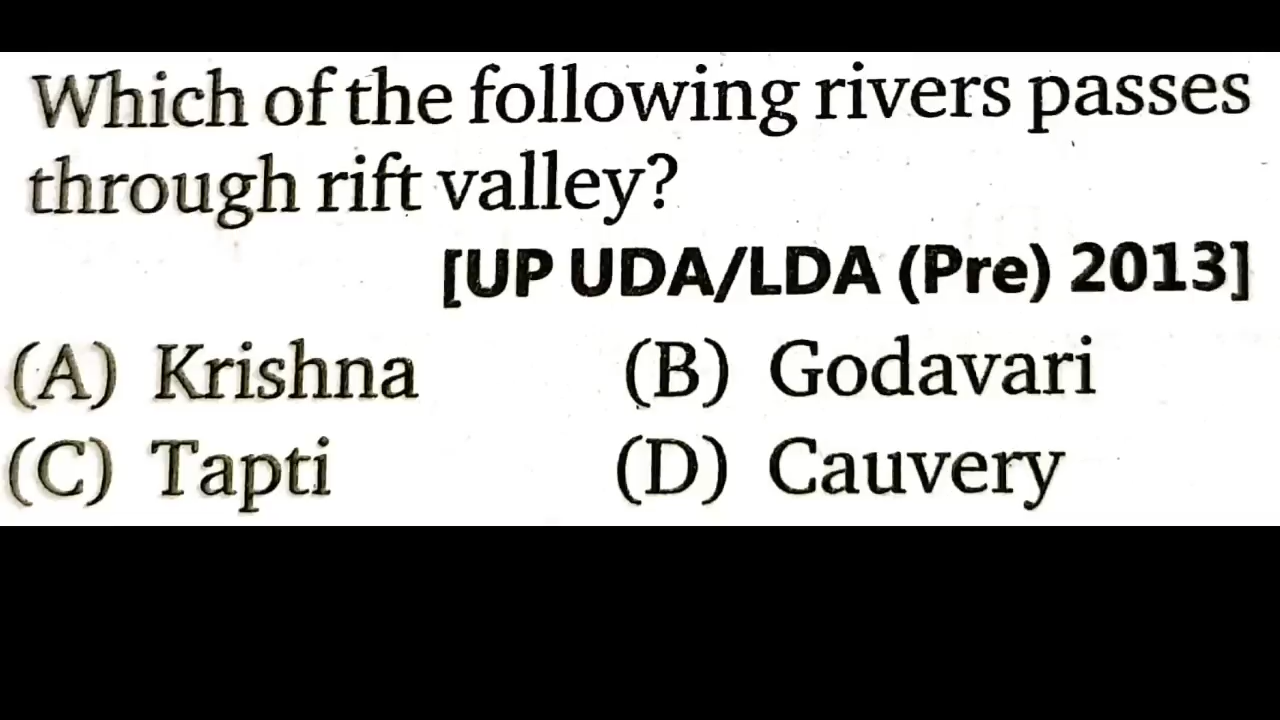 Which of the following rivers passes
through rift valley?
[UP UDA/LDA (Pre) 2013]
(A) Krishna (B) Godavari
(C) Tapti (D) Cauvery